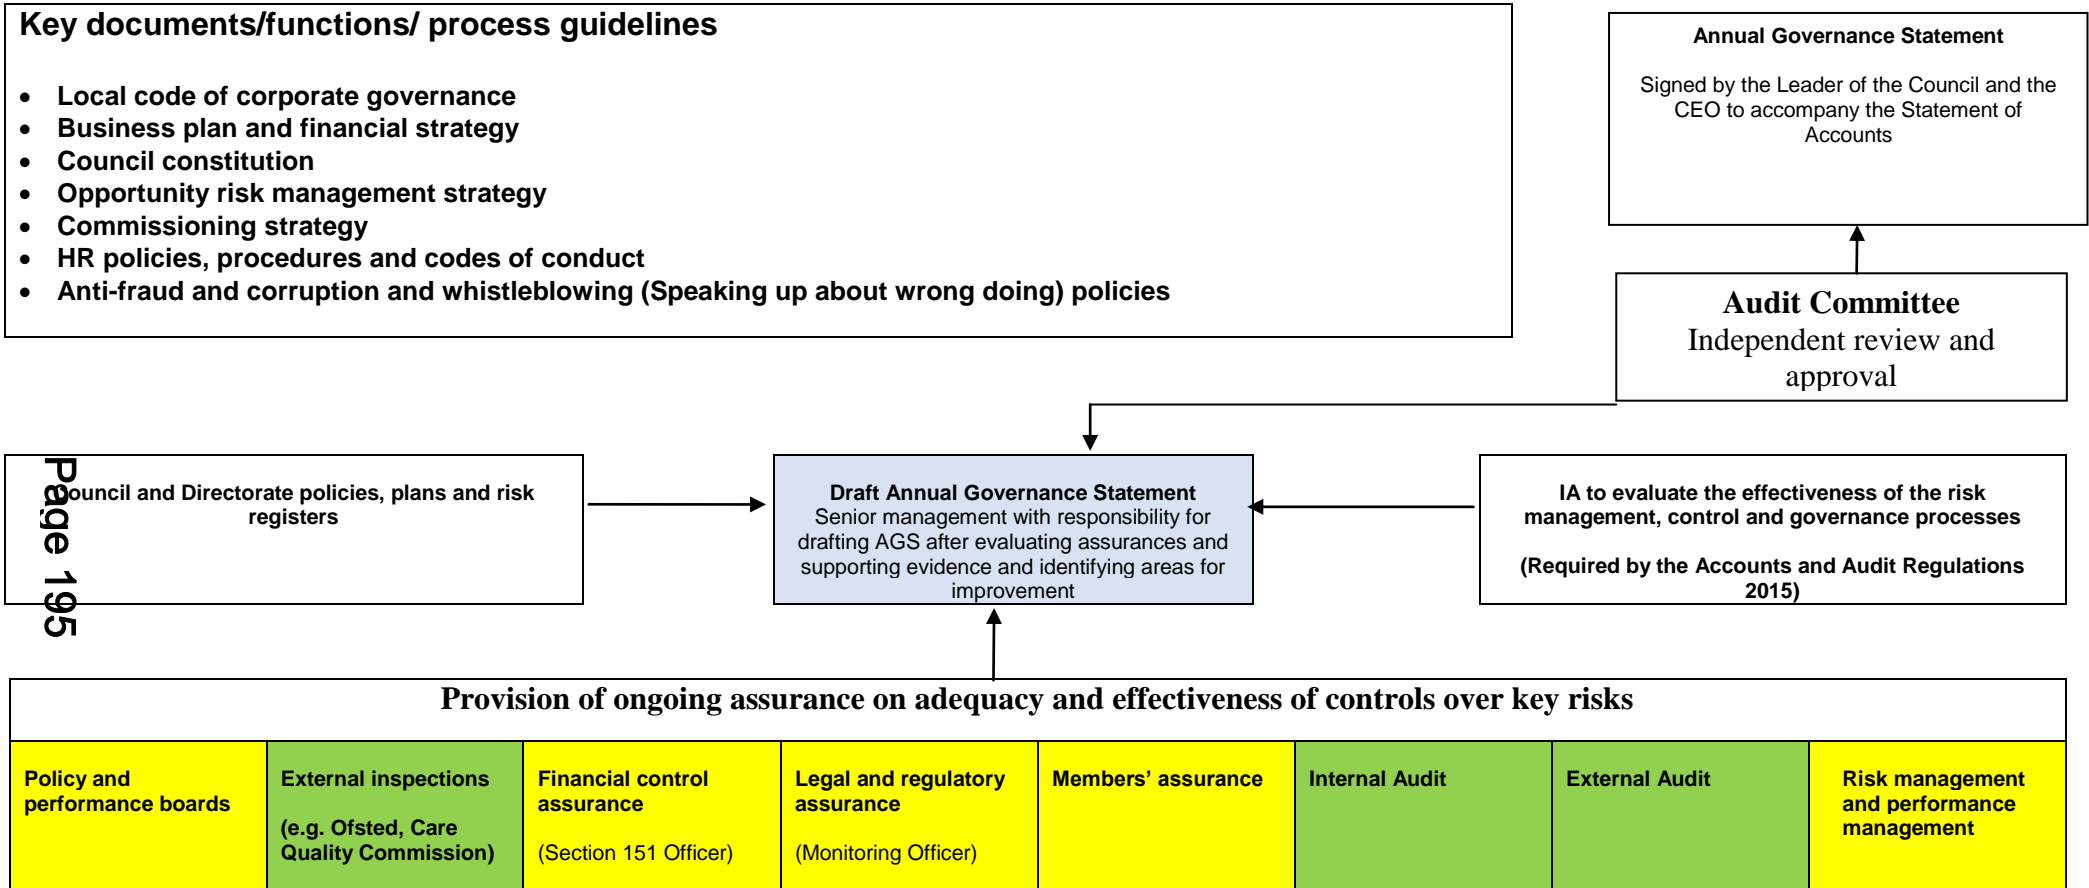 Key documents/functions/ process guidelines
• Local code of corporate governance
• Business plan and financial strategy
• Council constitution
• Opportunity risk management strategy
• Commissioning strategy
• HR policies, procedures and codes of conduct
• Anti-fraud and corruption and whistleblowing (Speaking up about wrong doing) policies
Annual Governance Statement
Signed by the Leader of the Council and the
CEO to accompany the Statement of
Accounts
Audit Committee
Independent review and
approval
Page 195
Council and Directorate policies, plans and risk
registers
Draft Annual Governance Statement
Senior management with responsibility for
drafting AGS after evaluating assurances and
supporting evidence and identifying areas for
improvement
IA to evaluate the effectiveness of the risk
management, control and governance processes
(Required by the Accounts and Audit Regulations
2015)
Provision of ongoing assurance on adequacy and effectiveness of controls over key risks
Policy and
performance boards
External inspections
(e.g. Ofsted, Care
Quality Commission)
Financial control
assurance
(Section 151 Officer)
Legal and regulatory
assurance
(Monitoring Officer)
Members’ assurance
Internal Audit
External Audit
Risk management
and performance
management